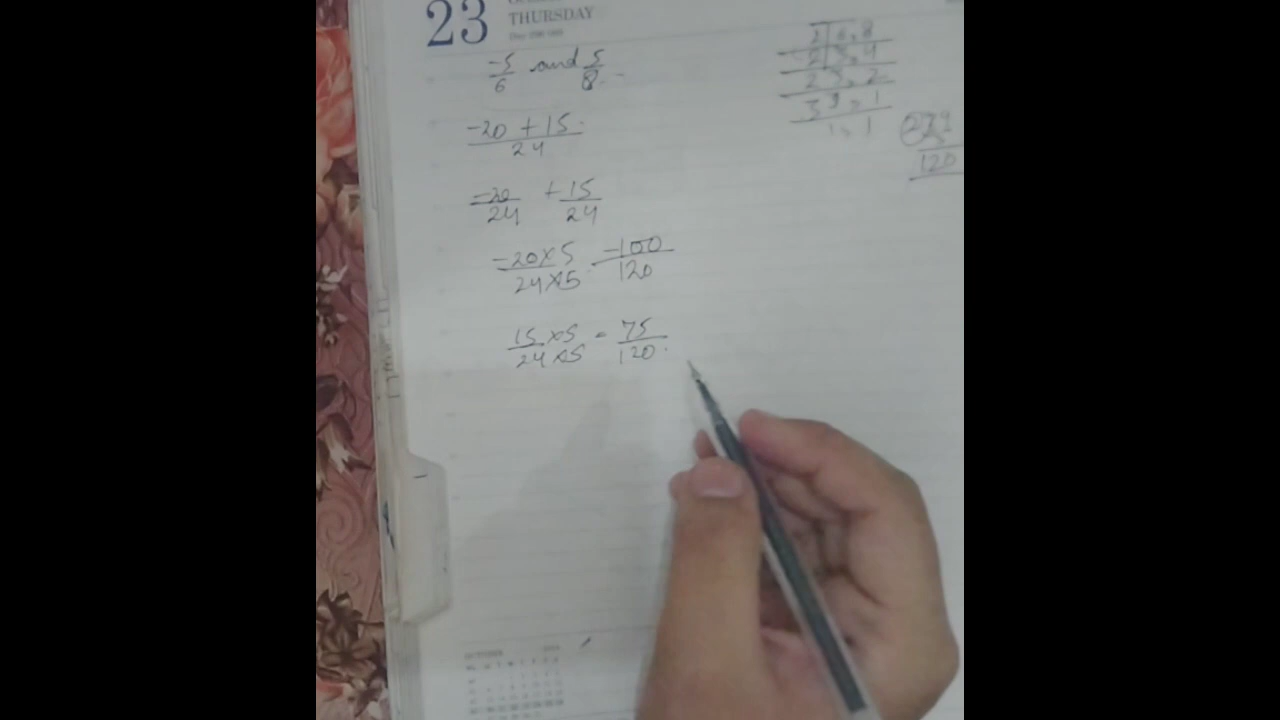 23
THURSDAY
-5/6 and 5/8
-20 + 15 / 24
-20/24 + 15/24
-20×5 / 24×5 = -100/120
15×5 / 24×5 = 75/120
2 | 6, 8
2 | 3, 4
2 3, 2
3 3, 1
1, 1
120
OCTOBER